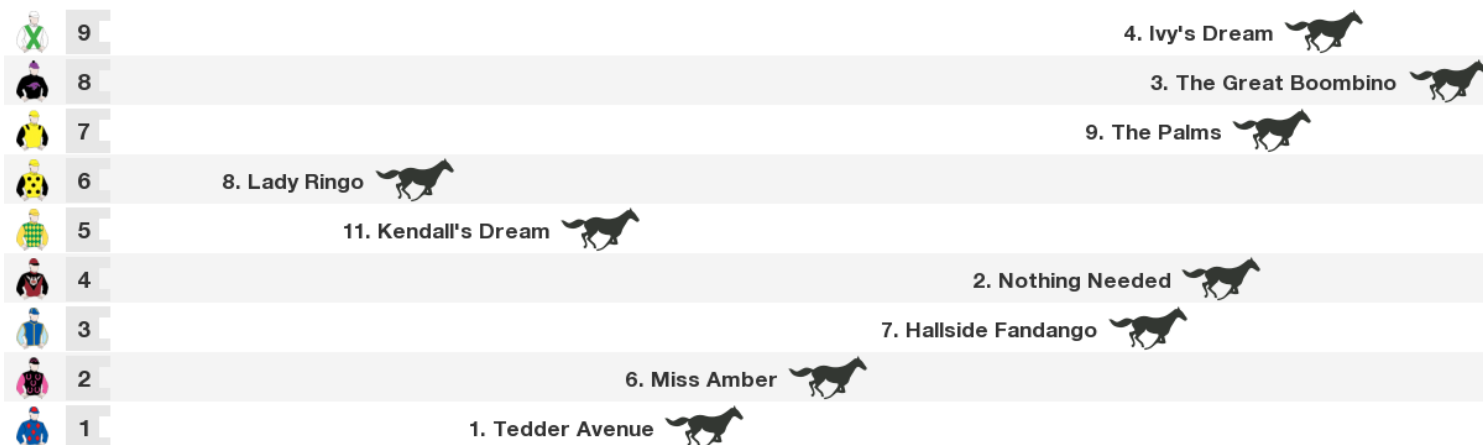 9 4. Ivy's Dream
8 3. The Great Boombino
7 9. The Palms
6 8. Lady Ringo
5 11. Kendall's Dream
4 2. Nothing Needed
3 7. Hallside Fandango
2 6. Miss Amber
1 1. Tedder Avenue